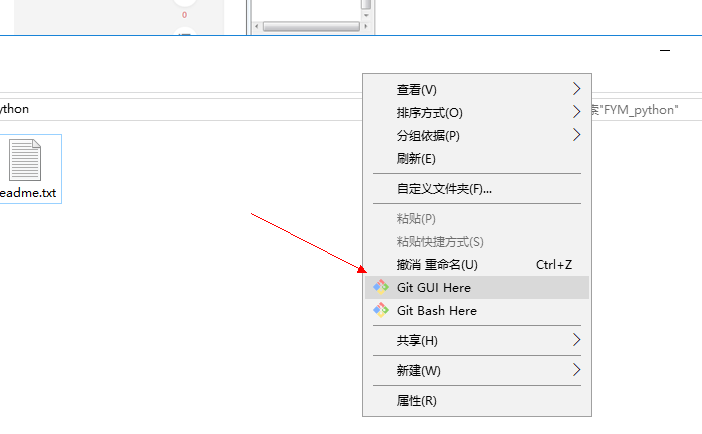 0
ython
索"FYM_python"
eadme.txt
查看(V)
排序方式(O)
分组依据(P)
刷新(E)
自定义文件夹(F)...
粘贴(P)
粘贴快捷方式(S)
撤消 重命名(U) Ctrl+Z
Git GUI Here
Git Bash Here
共享(H)
新建(W)
属性(R)